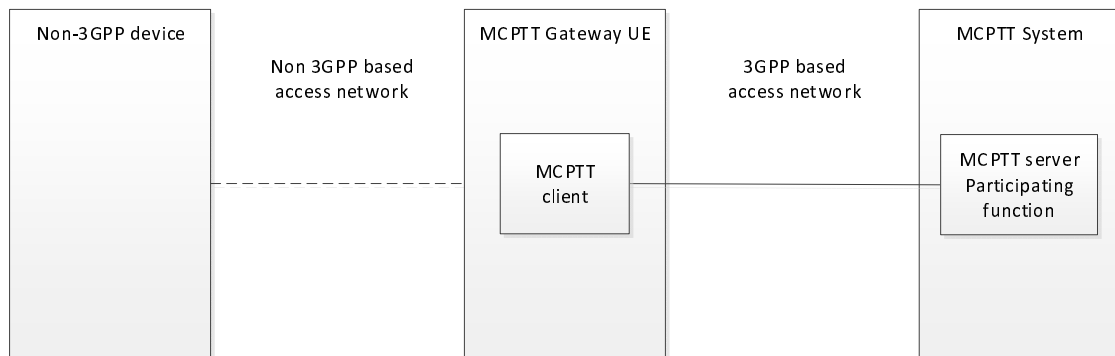 Non-3GPP device
MCPTT Gateway UE
MCPTT System
Non 3GPP based
access network
3GPP based
access network
MCPTT
client
MCPTT server
Participating
function